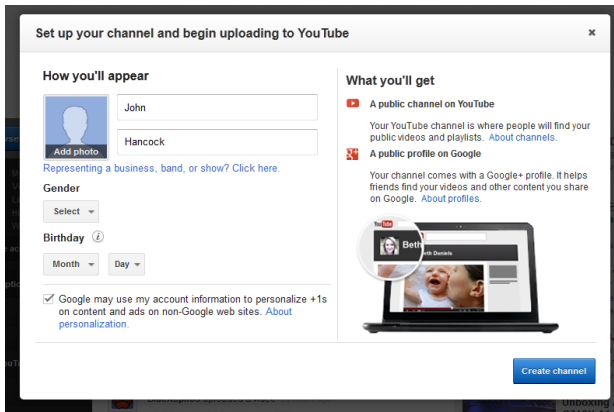 Set up your channel and begin uploading to YouTube
How you'll appear
John
Hancock
Add photo
Representing a business, band, or show? Click here.
Gender
Select
Birthday
Month Day
Google may use my account information to personalize +1s
on content and ads on non-Google web sites. About
personalization.
What you'll get
A public channel on YouTube
Your YouTube channel is where people will find your
public videos and playlists. About channels.
A public profile on Google
Your channel comes with a Google+ profile. It helps
friends find your videos and other content you share
on Google. About profiles.
YouTube
Beth
eth Daniels
Create channel